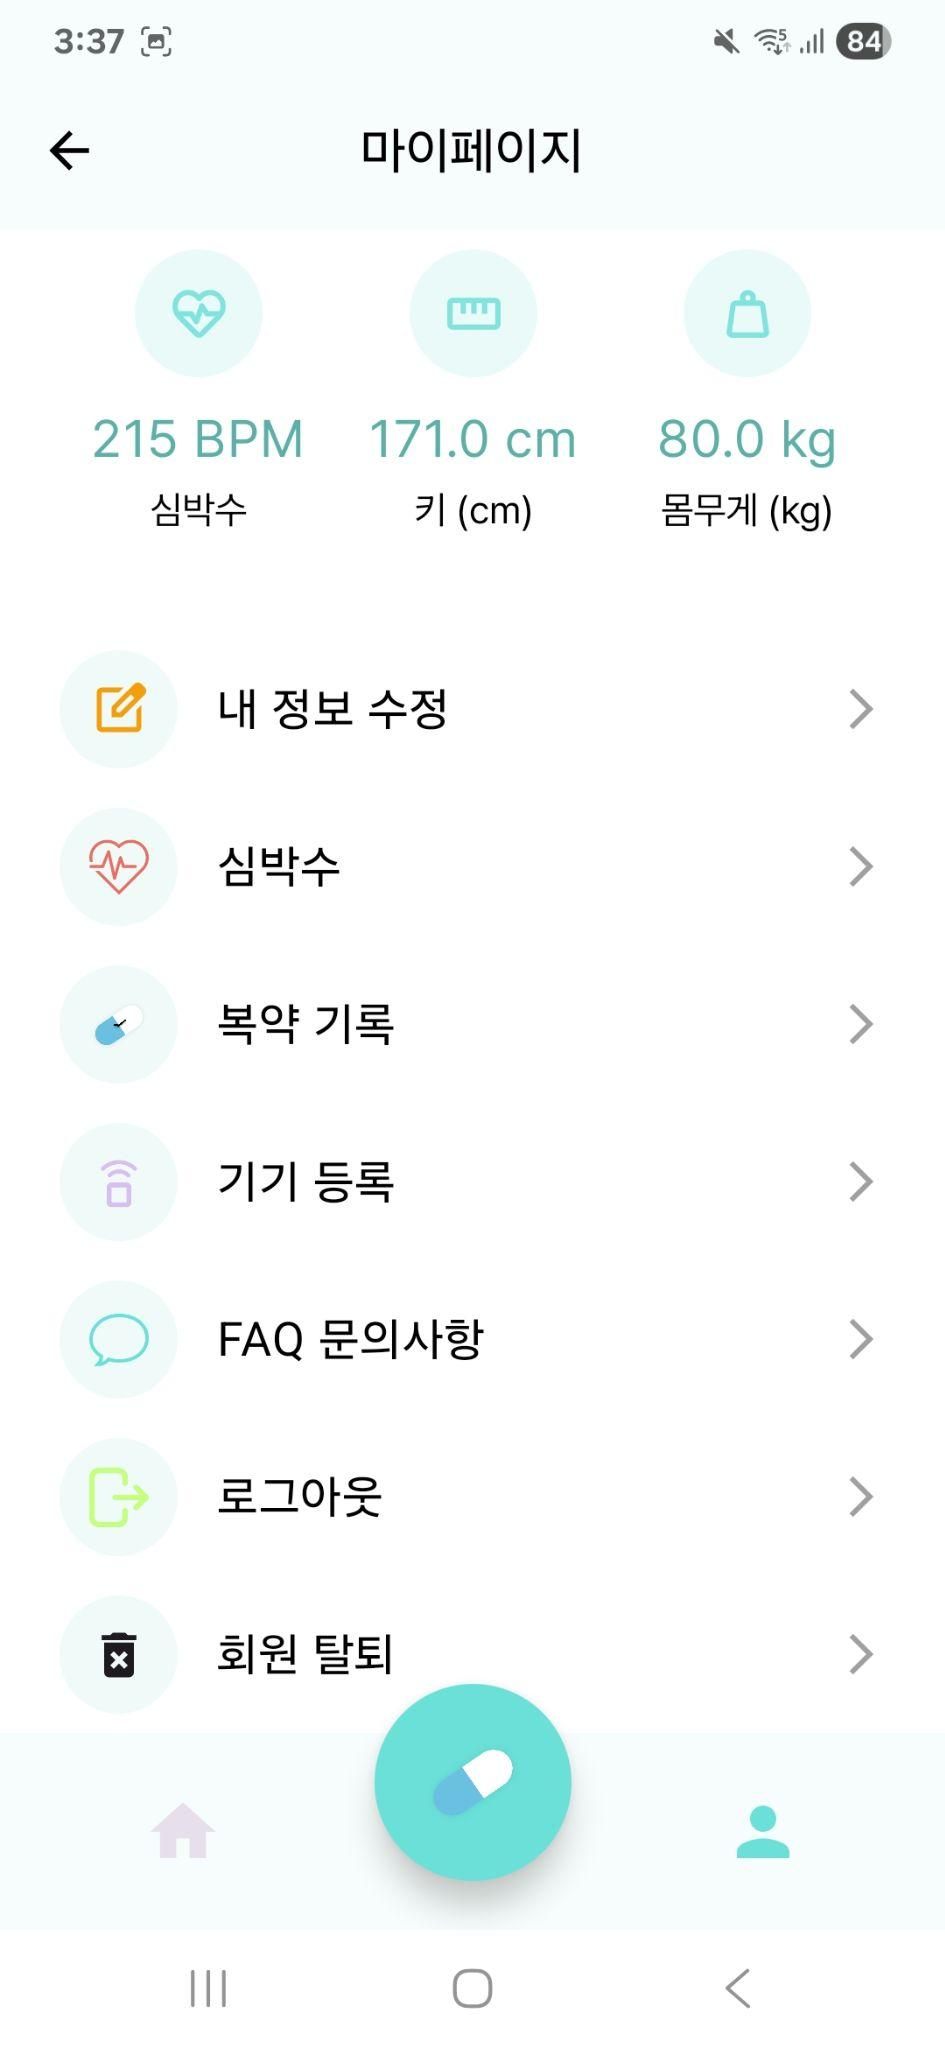 3:37
84
마이페이지
215 BPM 171.0 cm 80.0 kg
심박수 키 (cm) 몸무게 (kg)
내 정보 수정
심박수
복약 기록
기기 등록
FAQ 문의사항
로그아웃
회원 탈퇴